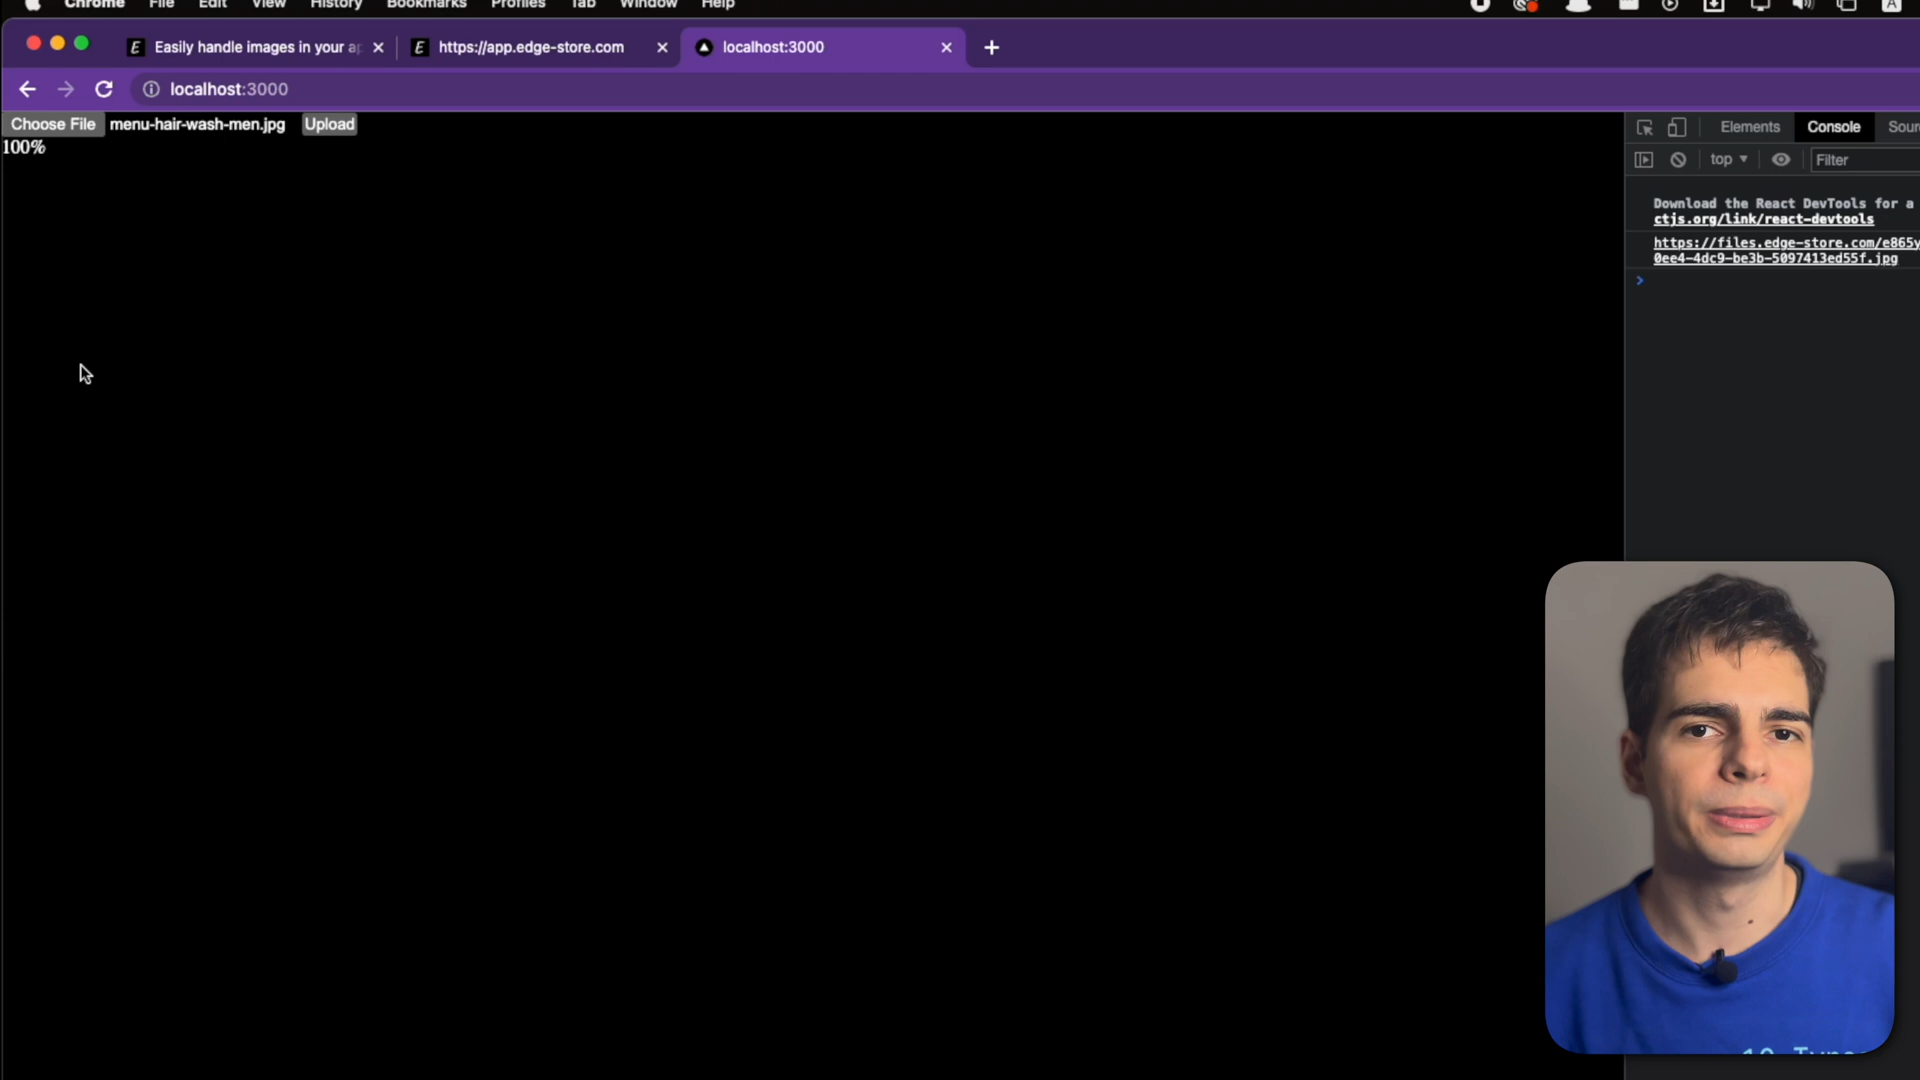 Chrome File Edit View History Bookmarks Profiles Tab Window Help A
Easily handle images in your ap https://app.edge-store.com localhost:3000
localhost:3000
Choose File menu-hair-wash-men.jpg Upload
100%
Elements Console Sour
top Filter
Download the React DevTools for a
ctjs.org/link/react-devtools
https://files.edge-store.com/e865y
0ee4-4dc9-be3b-5097413ed55f.jpg